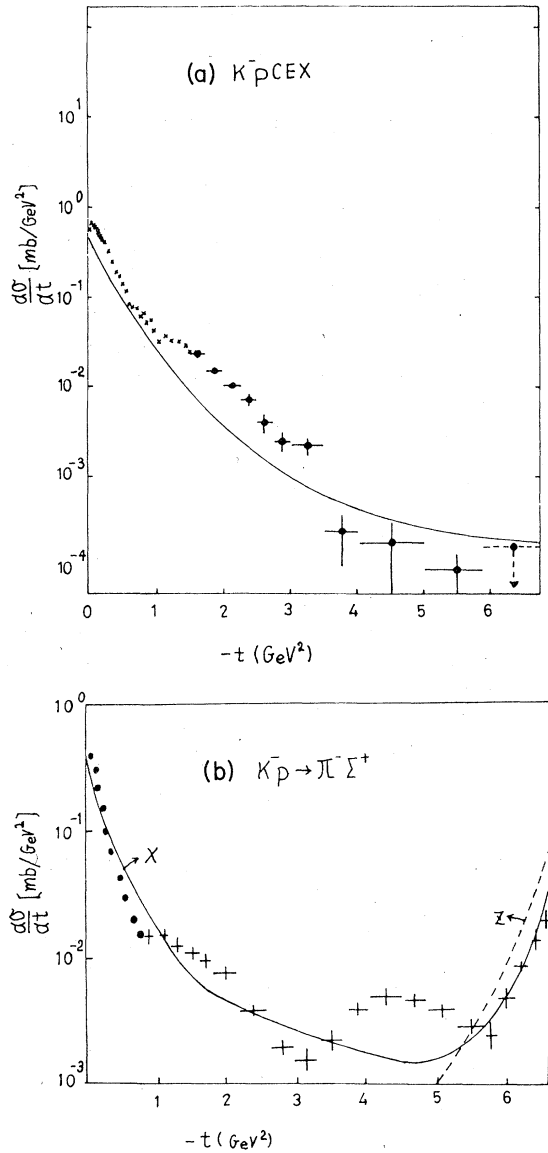 (a) K⁻p CEX
10¹
10⁰
10⁻¹
10⁻²
10⁻³
10⁻⁴
dσ/dt [mb/GeV²]
0 1 2 3 4 5 6
-t (GeV²)
10⁰
(b) K⁻p → π⁻Σ⁺
10⁻¹
X
dσ/dt [mb/GeV²]
Z
10⁻²
10⁻³
1 2 3 4 5 6
-t (GeV²)